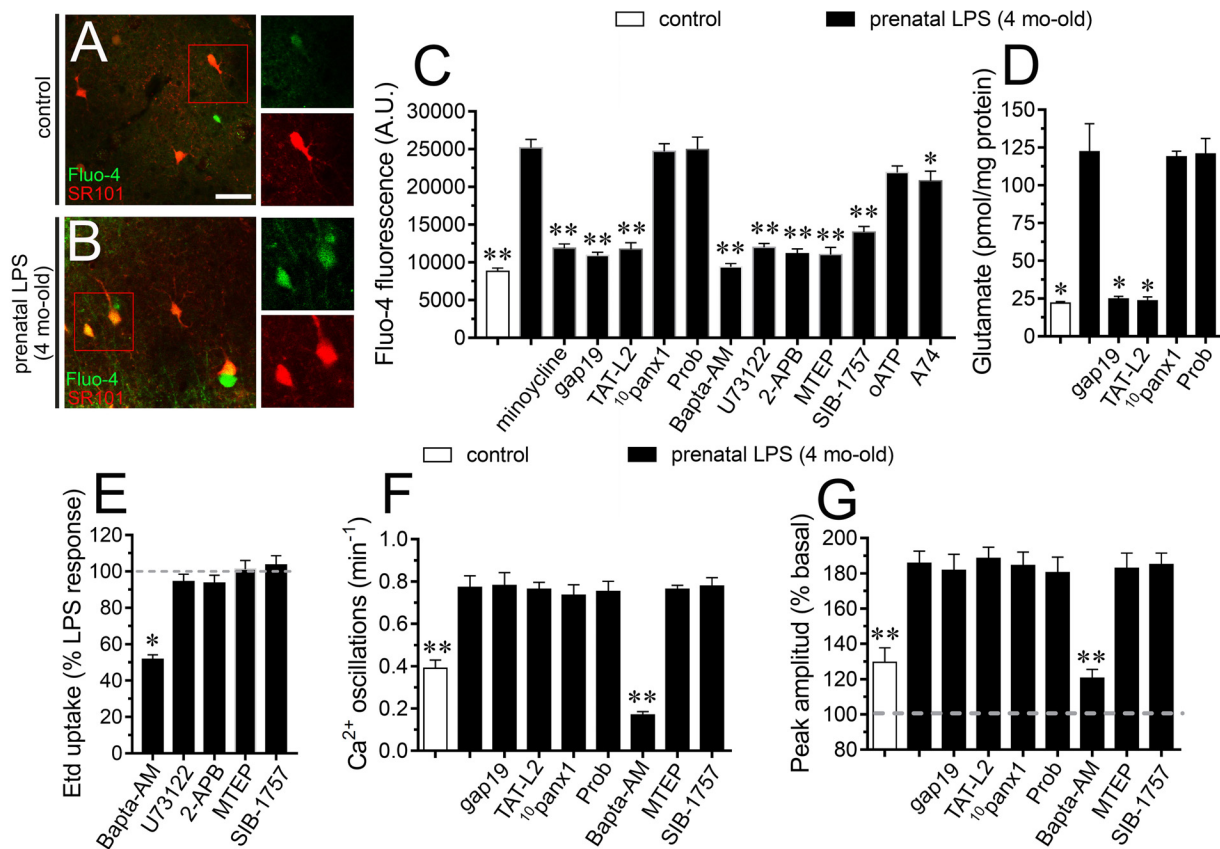 control
prenatal LPS (4 mo-old)
A
control
Fluo-4
SR101
B
prenatal LPS
(4 mo-old)
Fluo-4
SR101
C
Fluo-4 fluorescence (A.U.)
30000
25000
20000
15000
10000
5000
0
**
**
**
**
**
**
**
**
**
*
minoycline
gap19
TAT-L2
10panx1
Prob
Bapta-AM
U73122
2-APB
MTEP
SIB-1757
oATP
A74
D
Glutamate (pmol/mg protein)
150
125
100
75
50
25
0
*
*
*
gap19
TAT-L2
10panx1
Prob
control
prenatal LPS (4 mo-old)
E
Etd uptake (% LPS response)
120
100
80
60
40
20
0
*
Bapta-AM
U73122
2-APB
MTEP
SIB-1757
F
Ca2+ oscillations (min-1)
1.0
0.8
0.6
0.4
0.2
0.0
**
**
gap19
TAT-L2
10panx1
Prob
Bapta-AM
MTEP
SIB-1757
G
Peak amplitud (% basal)
200
180
160
140
120
100
80
**
**
gap19
TAT-L2
10panx1
Prob
Bapta-AM
MTEP
SIB-1757